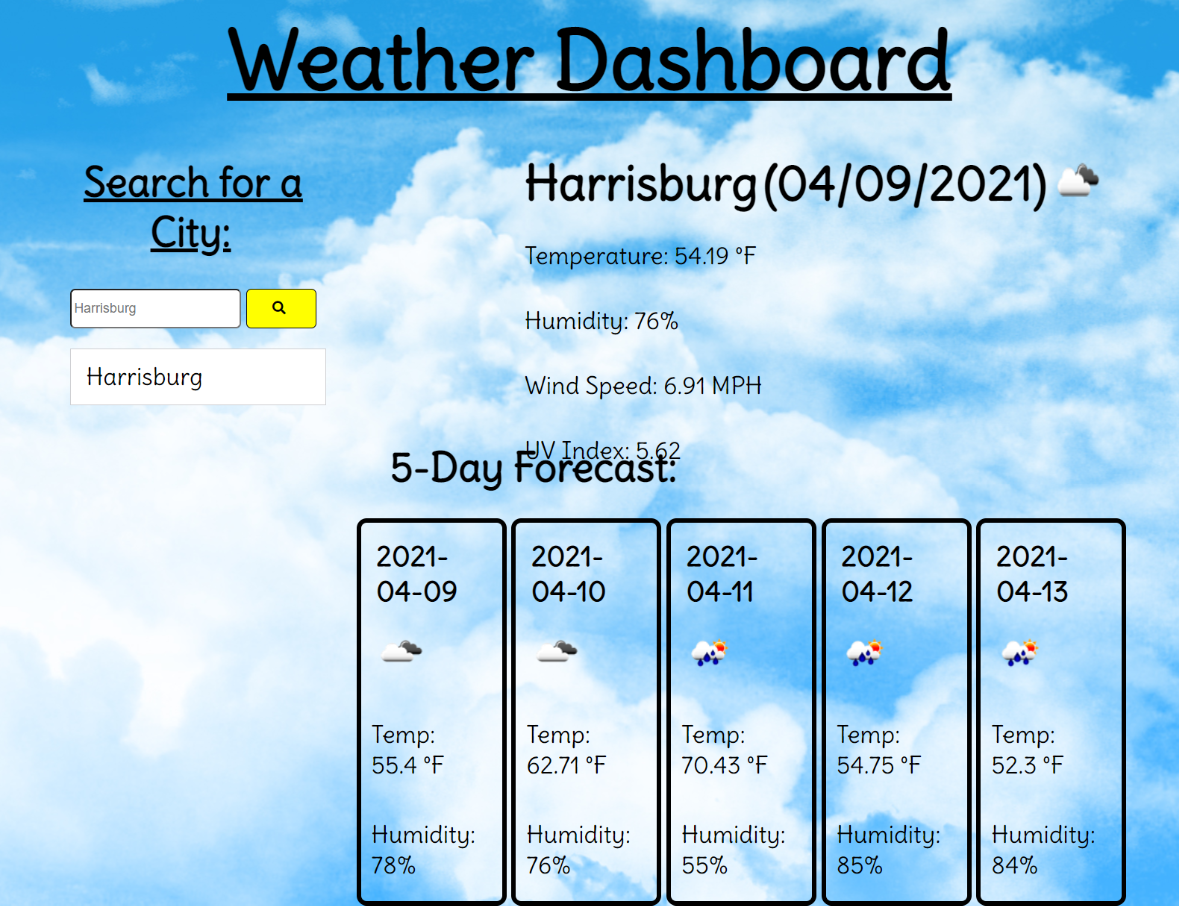 Weather Dashboard
Search for a
City:
Harrisburg
Harrisburg
Harrisburg (04/09/2021)
Temperature: 54.19 °F
Humidity: 76%
Wind Speed: 6.91 MPH
UV Index: 5.62
5-Day Forecast:
2021-
04-09
Temp:
55.4 °F
Humidity:
78%
2021-
04-10
Temp:
62.71 °F
Humidity:
76%
2021-
04-11
Temp:
70.43 °F
Humidity:
55%
2021-
04-12
Temp:
54.75 °F
Humidity:
85%
2021-
04-13
Temp:
52.3 °F
Humidity:
84%